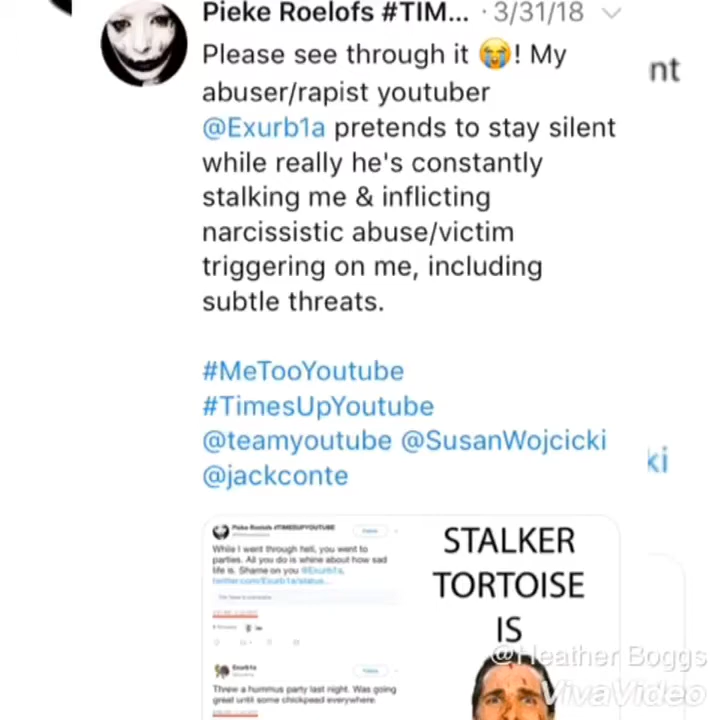 Pieke Roelofs #TIM... · 3/31/18
Please see through it 😭! My
abuser/rapist youtuber
@Exurb1a pretends to stay silent
while really he's constantly
stalking me & inflicting
narcissistic abuse/victim
triggering on me, including
subtle threats.
#MeTooYoutube
#TimesUpYoutube
@teamyoutube @SusanWojcicki
@jackconte
nt
ki
Pieke Roelofs #TIMESUPYOUTUBE
While I went through hell, you went to
parties. All you do is whine about how sad
life is. Shame on you @Exurb1a.
twitter.com/Exurb1a/status...
Exurb1a
Threw a hummus party last night. Was going
great until some chickpead everywhere.
STALKER
TORTOISE
IS
@Heather Boggs
VivaVideo